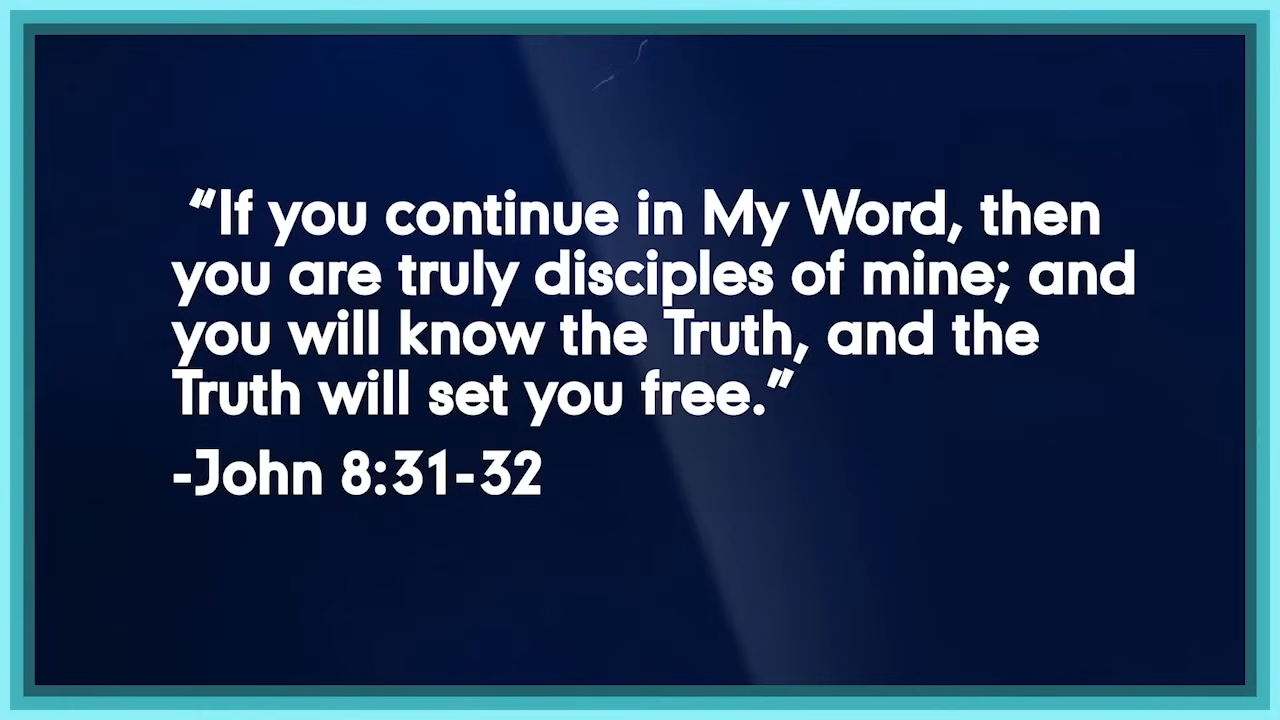 “If you continue in My Word, then
you are truly disciples of mine; and
you will know the Truth, and the
Truth will set you free.”
-John 8:31-32